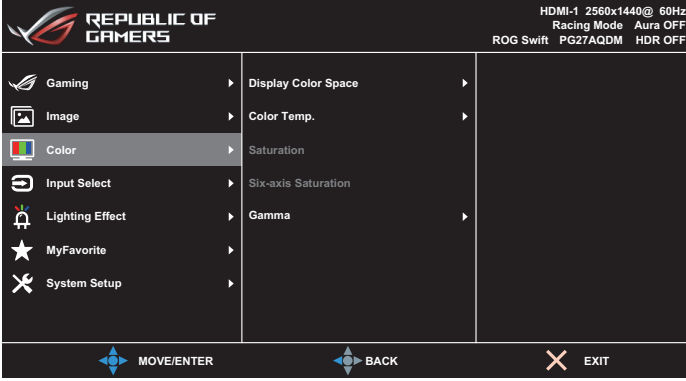 REPUBLIC OF
GAMERS
HDMI-1 2560x1440@ 60Hz
Racing Mode Aura OFF
ROG Swift PG27AQDM HDR OFF
Gaming
Image
Color
Input Select
Lighting Effect
MyFavorite
System Setup
Display Color Space
Color Temp.
Saturation
Six-axis Saturation
Gamma
MOVE/ENTER
BACK
EXIT